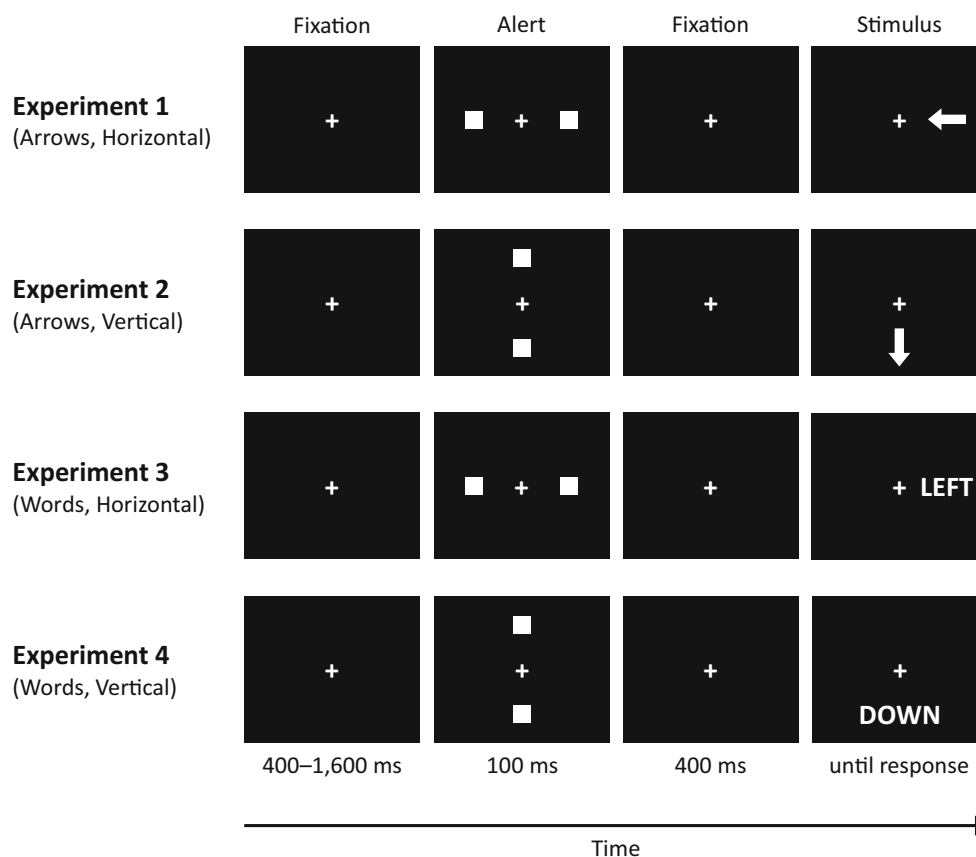 Fixation Alert Fixation Stimulus
Experiment 1
(Arrows, Horizontal)
Experiment 2
(Arrows, Vertical)
Experiment 3
(Words, Horizontal)
LEFT
Experiment 4
(Words, Vertical)
DOWN
400–1,600 ms 100 ms 400 ms until response
Time